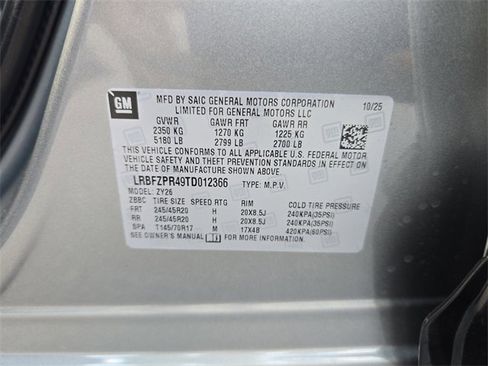 GM
MFD BY SAIC GENERAL MOTORS CORPORATION 10/25
LIMITED FOR GENERAL MOTORS LLC
GVWR GAWR FRT GAWR RR
2350 KG 1270 KG 1225 KG
5180 LB 2799 LB 2700 LB
THIS VEHICLE CONFORMS TO ALL APPLICABLE U.S. FEDERAL MOTOR
VEHICLE SAFETY AND THEFT PREVENTION STANDARDS IN EFFECT ON
THE DATE OF MANUFACTURE SHOWN ABOVE.
LRBFZPR49TD012366 TYPE: M.P.V.
MODEL: ZY26
ZBBC TIRE SIZE SPEED RTG RIM COLD TIRE PRESSURE
FRT 245/45R20 H 20X8.5J 240KPA(35PSI)
RR 245/45R20 H 20X8.5J 240KPA(35PSI)
SPA T145/70R17 M 17X4B 420KPA(60PSI)
SEE OWNER'S MANUAL FOR MORE INFORMATION.